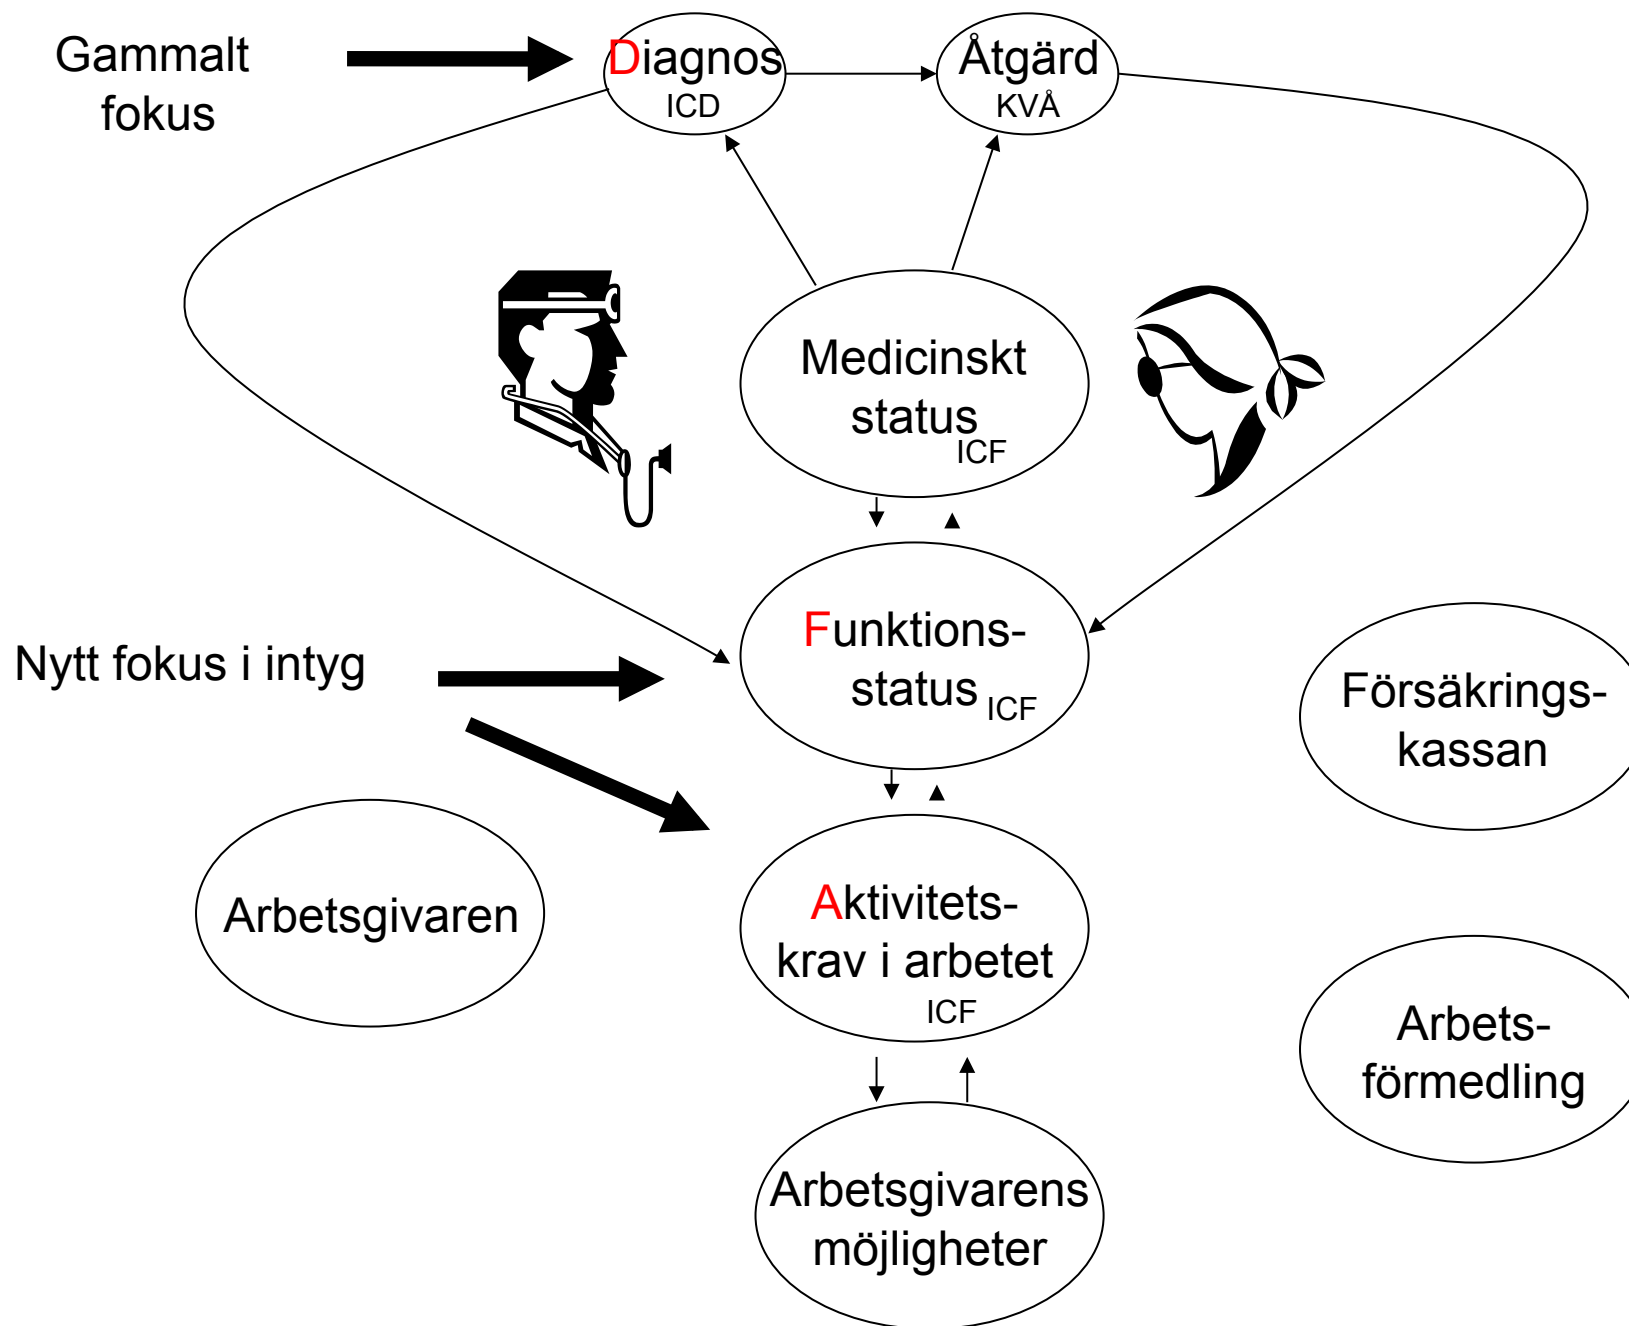 Gammalt
fokus
Diagnos
ICD
Åtgärd
KVÅ
Medicinskt
status
ICF
Funktions-
status
ICF
Nytt fokus i intyg
Försäkrings-
kassan
Arbetsgivaren
Aktivitets-
krav i arbetet
ICF
Arbets-
förmedling
Arbetsgivarens
möjligheter